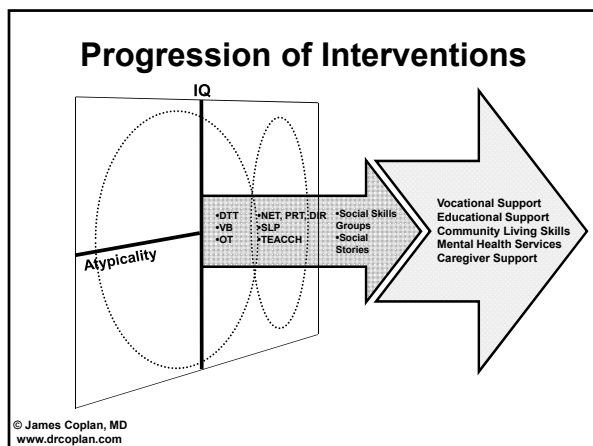 Progression of Interventions
IQ
Atypicality
•DTT
•VB
•OT
•NET, PRT, DIR
•SLP
•TEACCH
•Social Skills
Groups
•Social
Stories
Vocational Support
Educational Support
Community Living Skills
Mental Health Services
Caregiver Support
© James Coplan, MD
www.drcoplan.com